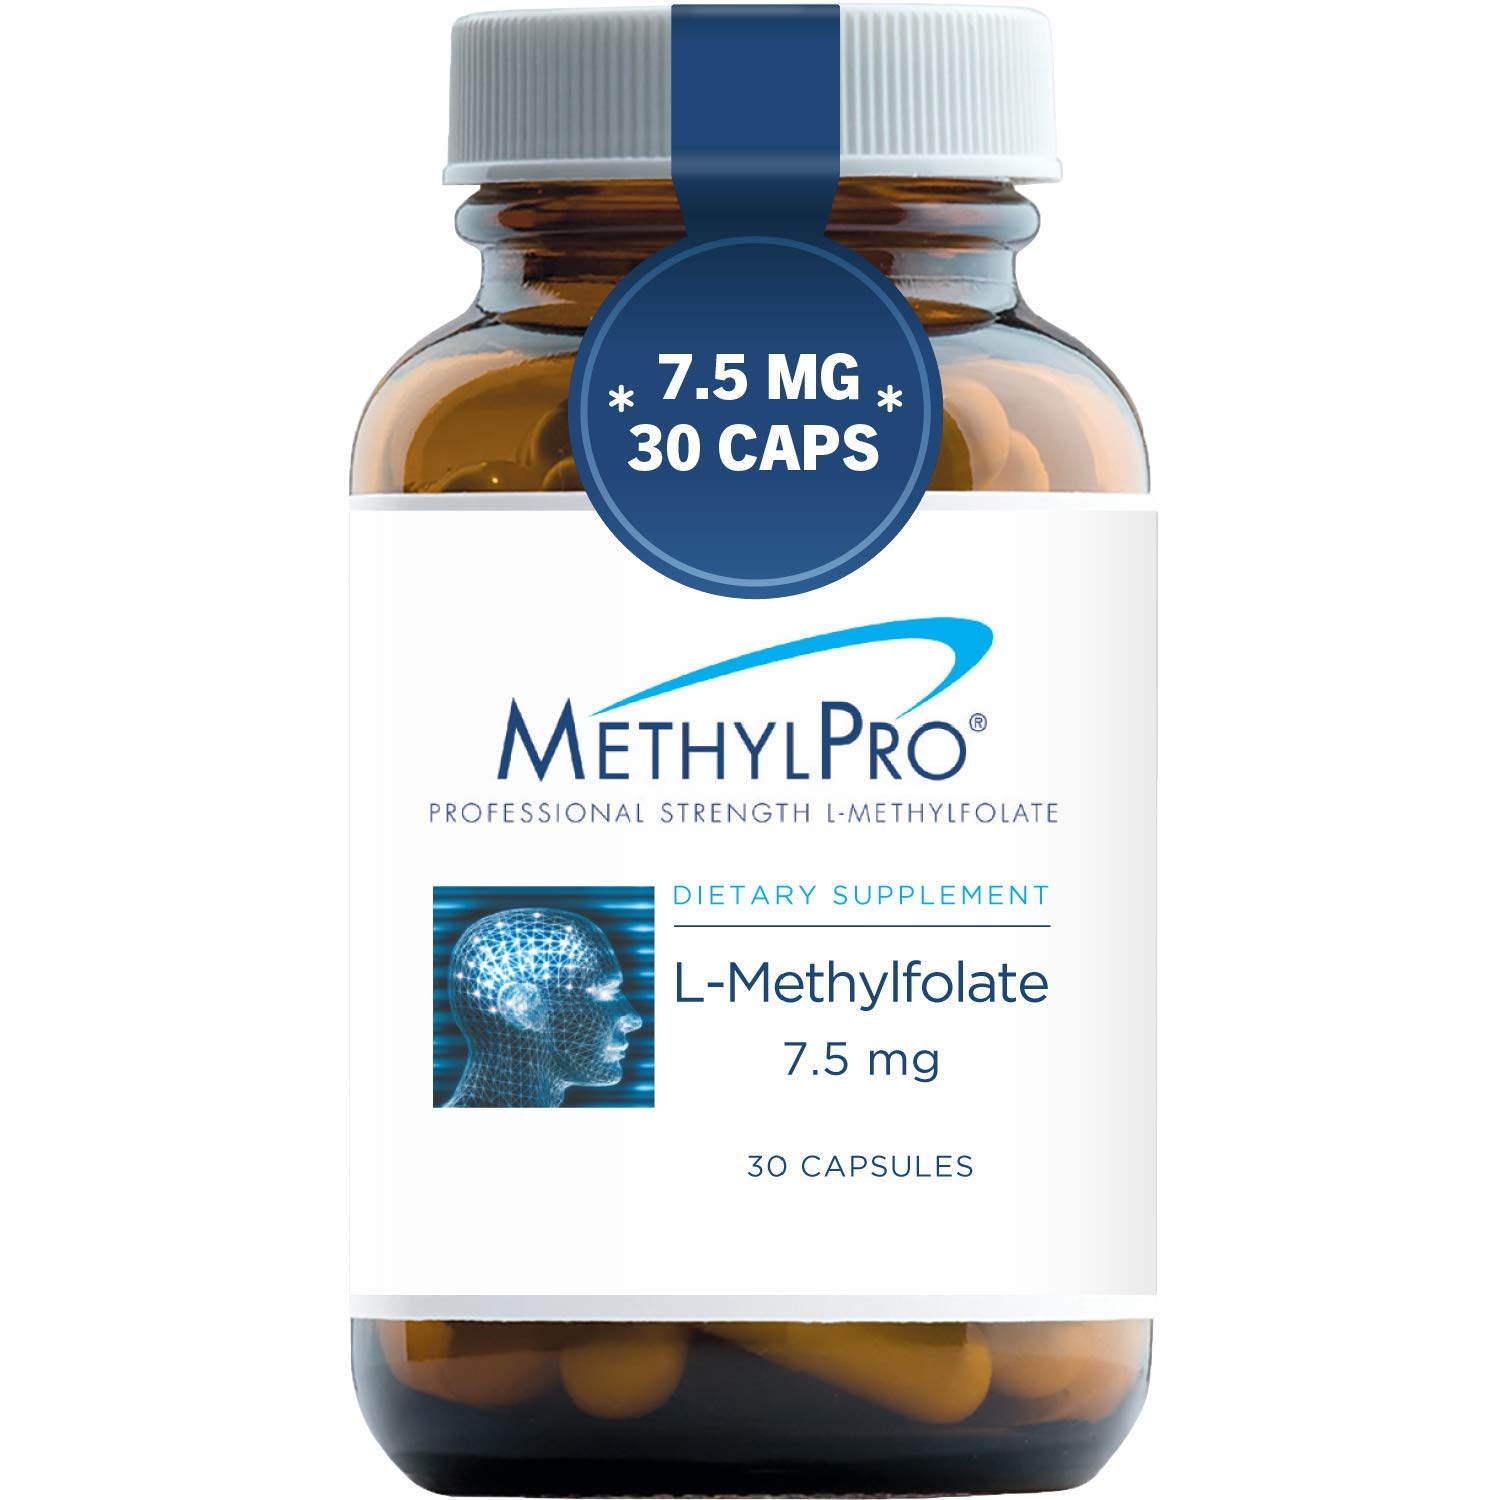 * 7.5 MG *
30 CAPS
METHYLPRO®
PROFESSIONAL STRENGTH L-METHYLFOLATE
DIETARY SUPPLEMENT
L-Methylfolate
7.5 mg
30 CAPSULES